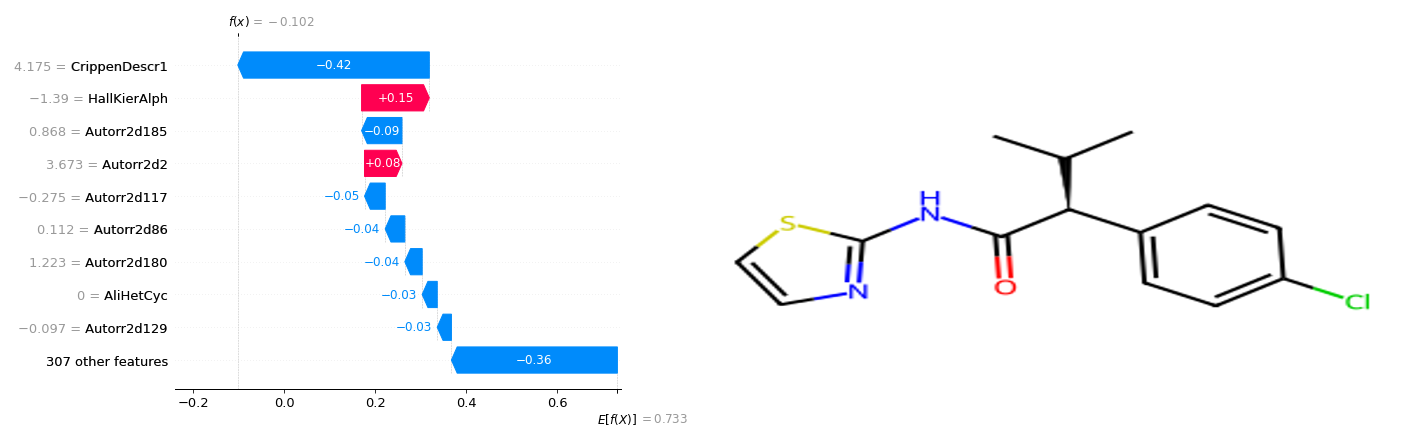 f(x) = −0.102
4.175 = CrippenDescr1
−0.42
−1.39 = HallKierAlph
+0.15
0.868 = Autorr2d185
−0.09
3.673 = Autorr2d2
+0.08
−0.275 = Autorr2d117
−0.05
0.112 = Autorr2d86
−0.04
1.223 = Autorr2d180
−0.04
0 = AliHetCyc
−0.03
−0.097 = Autorr2d129
−0.03
307 other features
−0.36
−0.2 0.0 0.2 0.4 0.6
E[f(X)] = 0.733
H
N
S
N
O
Cl